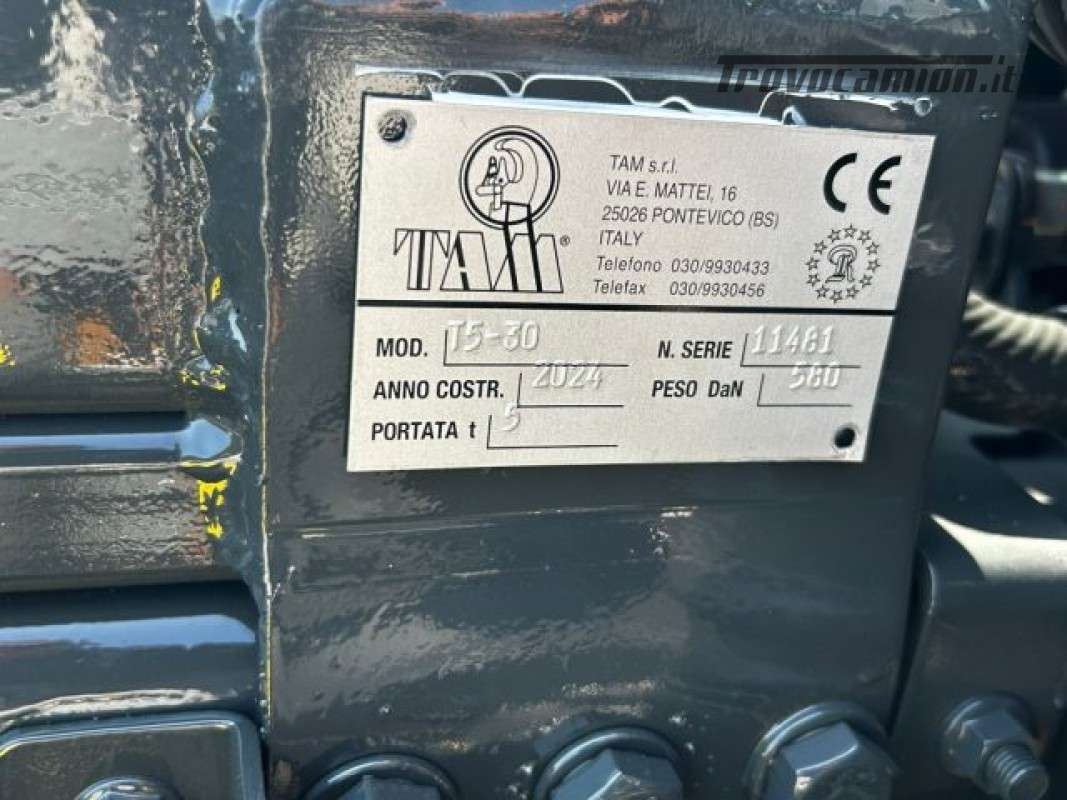 Trovocamion.it
TAM s.r.l.
VIA E. MATTEI, 16
25026 PONTEVICO (BS)
ITALY
Telefono 030/9930433
Telefax 030/9930456
CE
TAM®
MOD. T5-30
N. SERIE 11461
ANNO COSTR. 2024
PESO DaN 580
PORTATA t 5